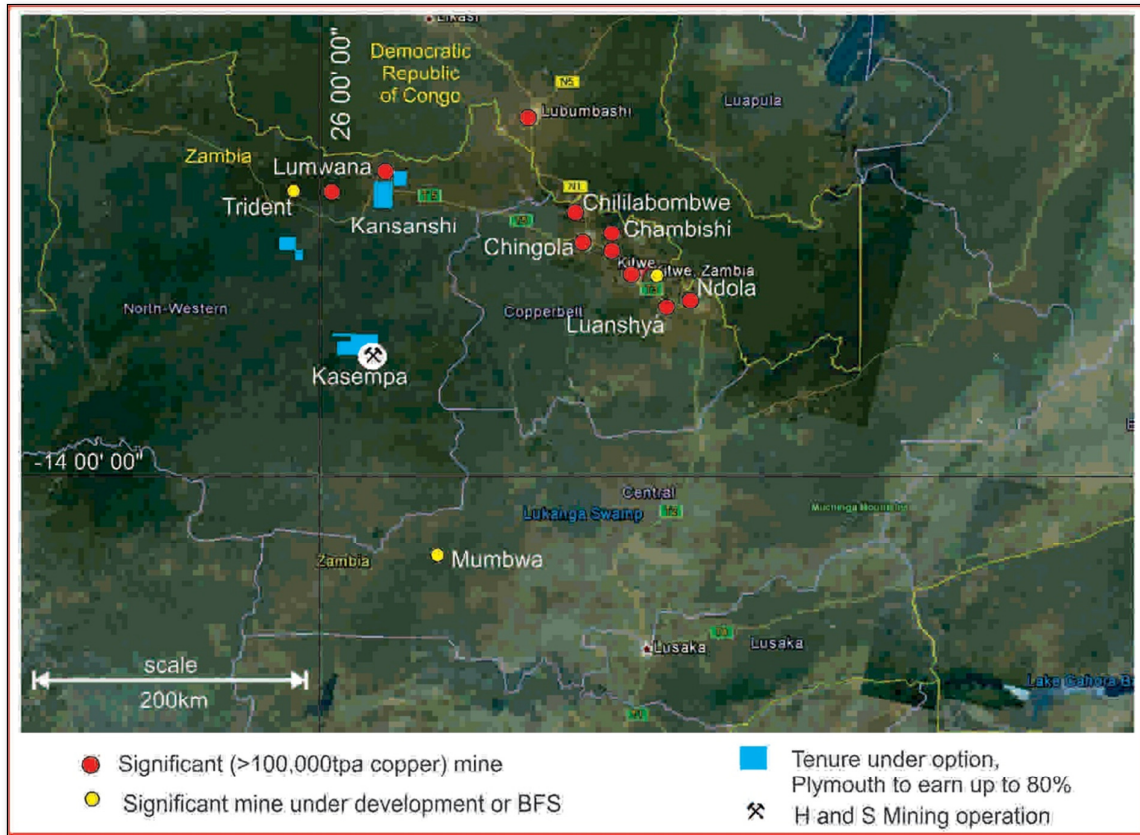 Likasi
Democratic
Republic
of Congo
26 00' 00"
N5
Lubumbashi
Luapula
Zambia
Lumwana
Trident
Kansanshi
T5
N1
Chililabombwe
Chambishi
Chingola
Kitwe
Kitwe, Zambia
Ndola
Copperbelt
Luanshya
North-Western
Kasempa
-14 00' 00"
Central
Lukanga Swamp
T2
Muchinga Mountains
Zambia
Mumbwa
Lusaka
Lusaka
scale
200km
Significant (>100,000tpa copper) mine
Significant mine under development or BFS
Tenure under option,
Plymouth to earn up to 80%
H and S Mining operation